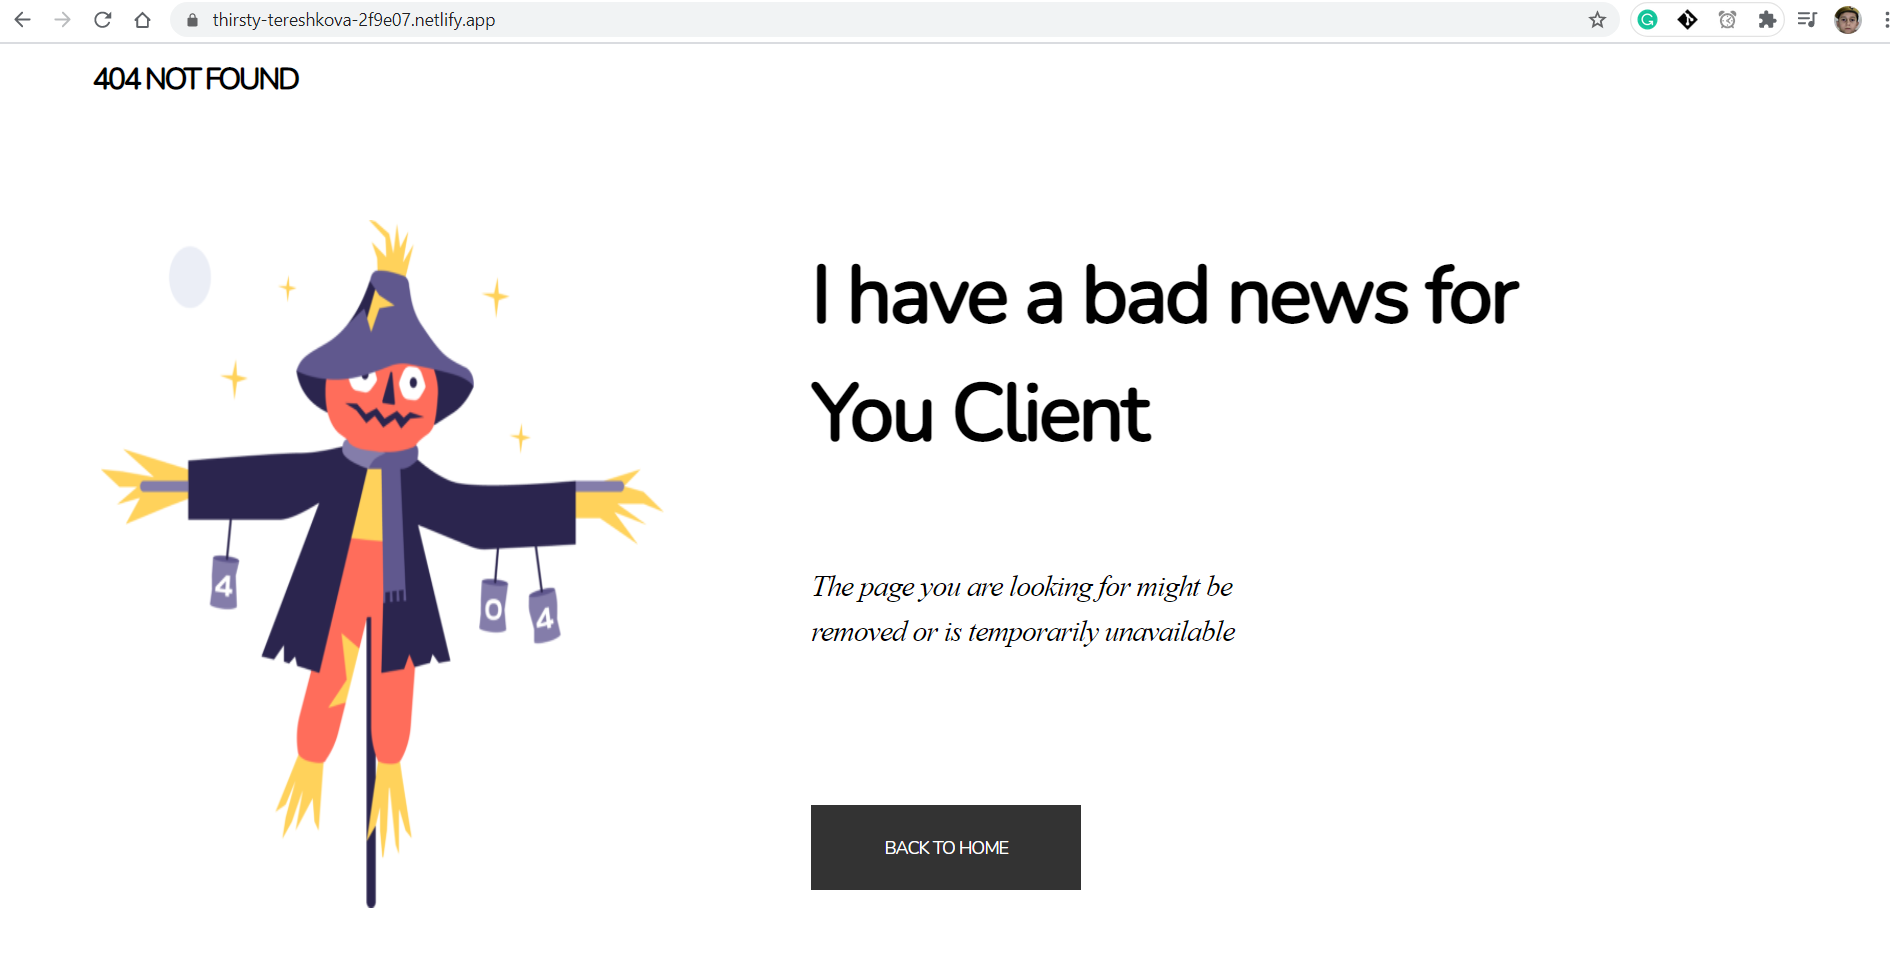 thirsty-tereshkova-2f9e07.netlify.app
404 NOT FOUND
I have a bad news for
You Client
4
0
4
The page you are looking for might be
removed or is temporarily unavailable
BACK TO HOME